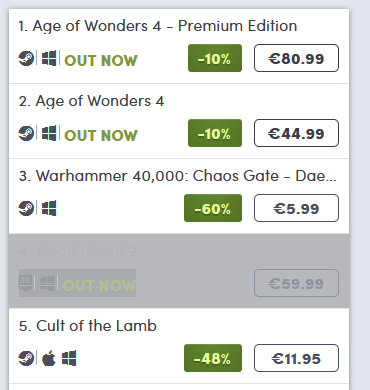 1. Age of Wonders 4 - Premium Edition
OUT NOW -10% €80.99
2. Age of Wonders 4
OUT NOW -10% €44.99
3. Warhammer 40,000: Chaos Gate - Dae...
-60% €5.99
4. Dead Island 2
OUT NOW €59.99
5. Cult of the Lamb
-48% €11.95